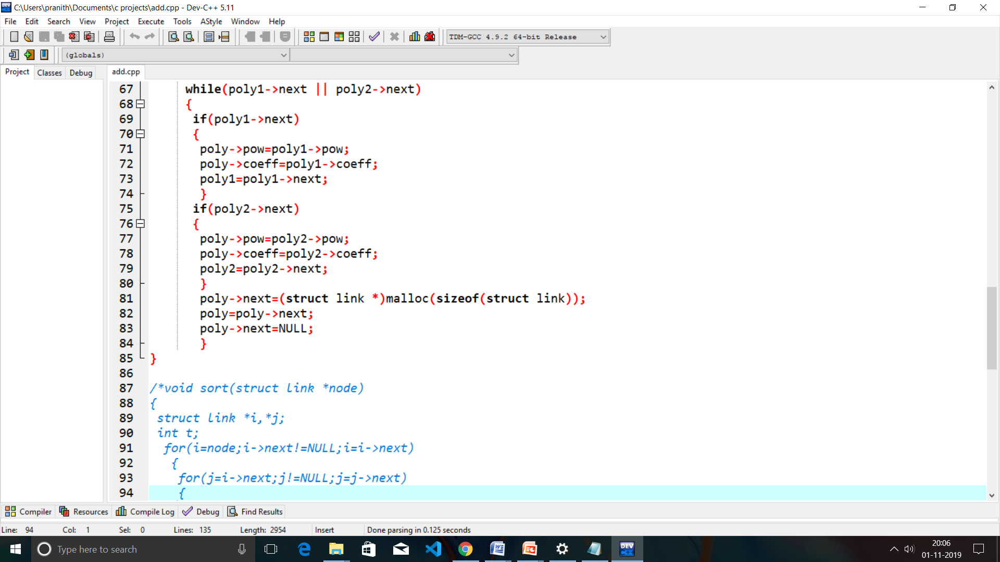 C:\Users\pranith\Documents\c projects\add.cpp - Dev-C++ 5.11
File Edit Search View Project Execute Tools AStyle Window Help
TDM-GCC 4.9.2 64-bit Release
(globals)
Project Classes Debug
add.cpp
67 while(poly1->next || poly2->next)
68 {
69 if(poly1->next)
70 {
71 poly->pow=poly1->pow;
72 poly->coeff=poly1->coeff;
73 poly1=poly1->next;
74 }
75 if(poly2->next)
76 {
77 poly->pow=poly2->pow;
78 poly->coeff=poly2->coeff;
79 poly2=poly2->next;
80 }
81 poly->next=(struct link *)malloc(sizeof(struct link));
82 poly=poly->next;
83 poly->next=NULL;
84 }
85 }
86
87 /*void sort(struct link *node)
88 {
89 struct link *i,*j;
90 int t;
91 for(i=node;i->next!=NULL;i=i->next)
92 {
93 for(j=i->next;j!=NULL;j=j->next)
94 {
Compiler Resources Compile Log Debug Find Results
Line: 94 Col: 1 Sel: 0 Lines: 135 Length: 2954 Insert Done parsing in 0.125 seconds
Type here to search
20:06
01-11-2019